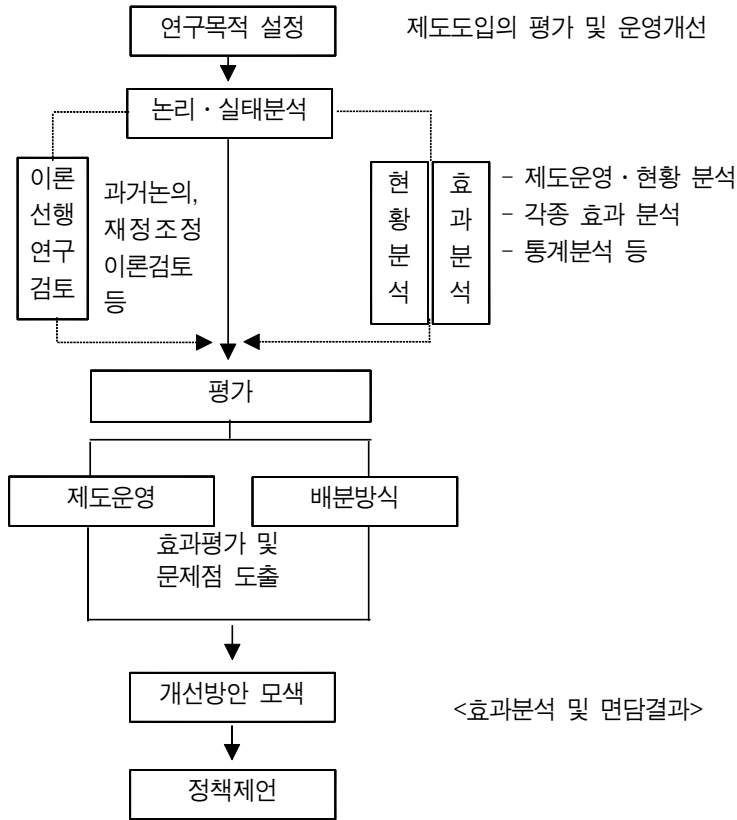 연구목적 설정
제도도입의 평가 및 운영개선
논리·실태분석
이론
선행
연구
검토
과거논의,
재정조정
이론검토
등
현
황
분
석
효
과
분
석
- 제도운영·현황 분석
- 각종 효과 분석
- 통계분석 등
평가
제도운영
배분방식
효과평가 및
문제점 도출
개선방안 모색
<효과분석 및 면담결과>
정책제언